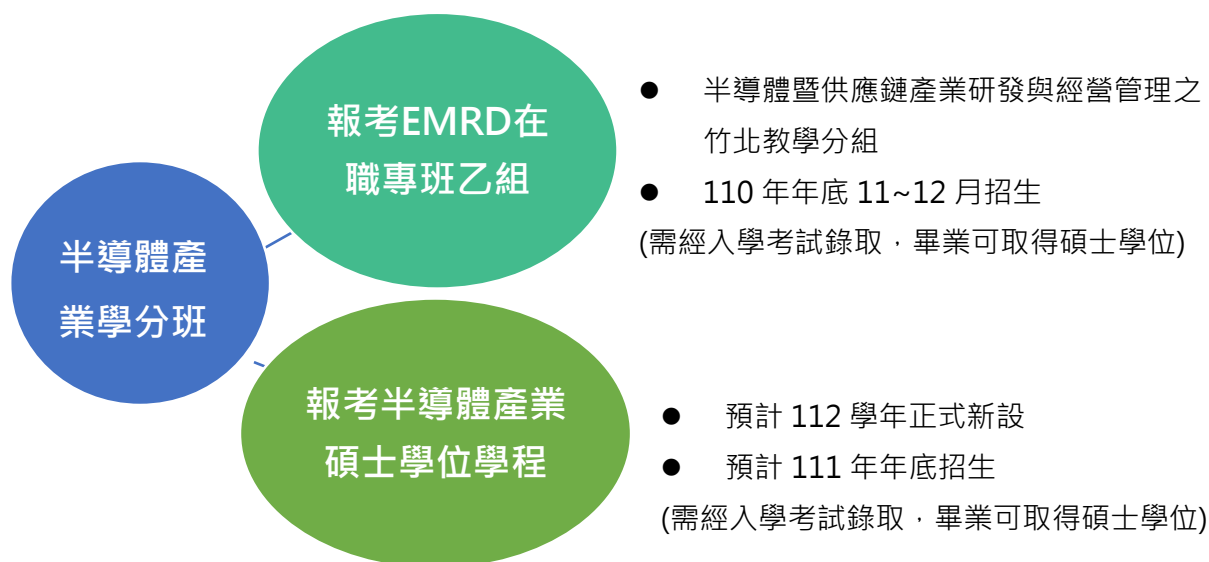 半導體產
業學分班
報考EMRD在
職專班乙組
● 半導體暨供應鏈產業研發與經營管理之
竹北教學分組
● 110 年年底 11~12 月招生
(需經入學考試錄取，畢業可取得碩士學位)
報考半導體產業
碩士學位學程
● 預計 112 學年正式新設
● 預計 111 年年底招生
(需經入學考試錄取，畢業可取得碩士學位)